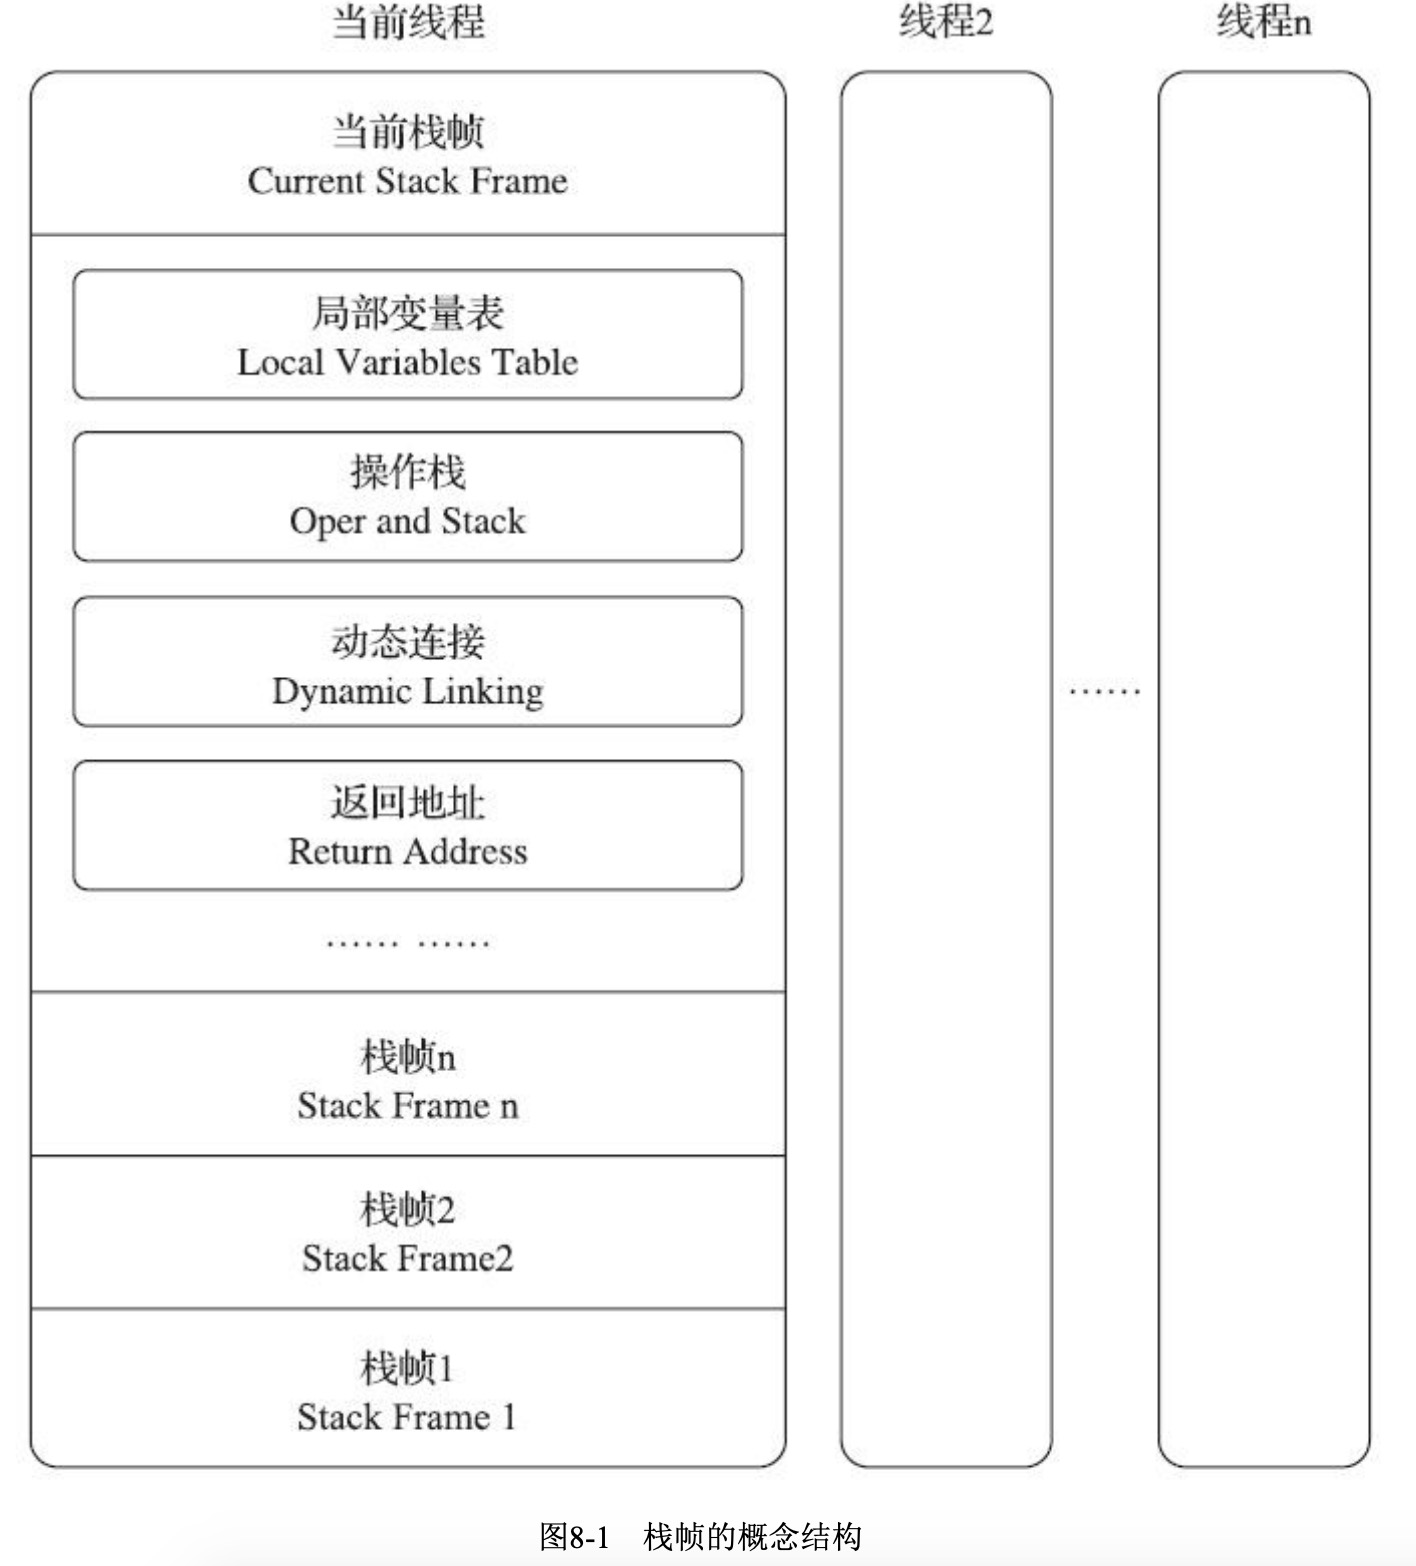 当前线程
线程2
线程n
当前栈帧
Current Stack Frame
局部变量表
Local Variables Table
操作栈
Oper and Stack
动态连接
Dynamic Linking
返回地址
Return Address
…… ……
……
栈帧n
Stack Frame n
栈帧2
Stack Frame2
栈帧1
Stack Frame 1
图8-1 栈帧的概念结构